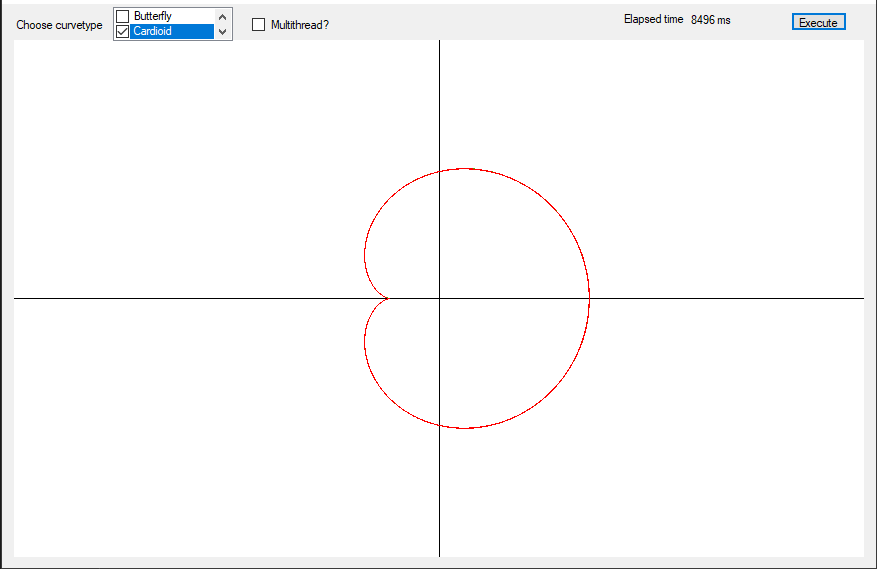 Choose curvetype
Butterfly
Cardioid
Multithread?
Elapsed time 8496 ms
Execute